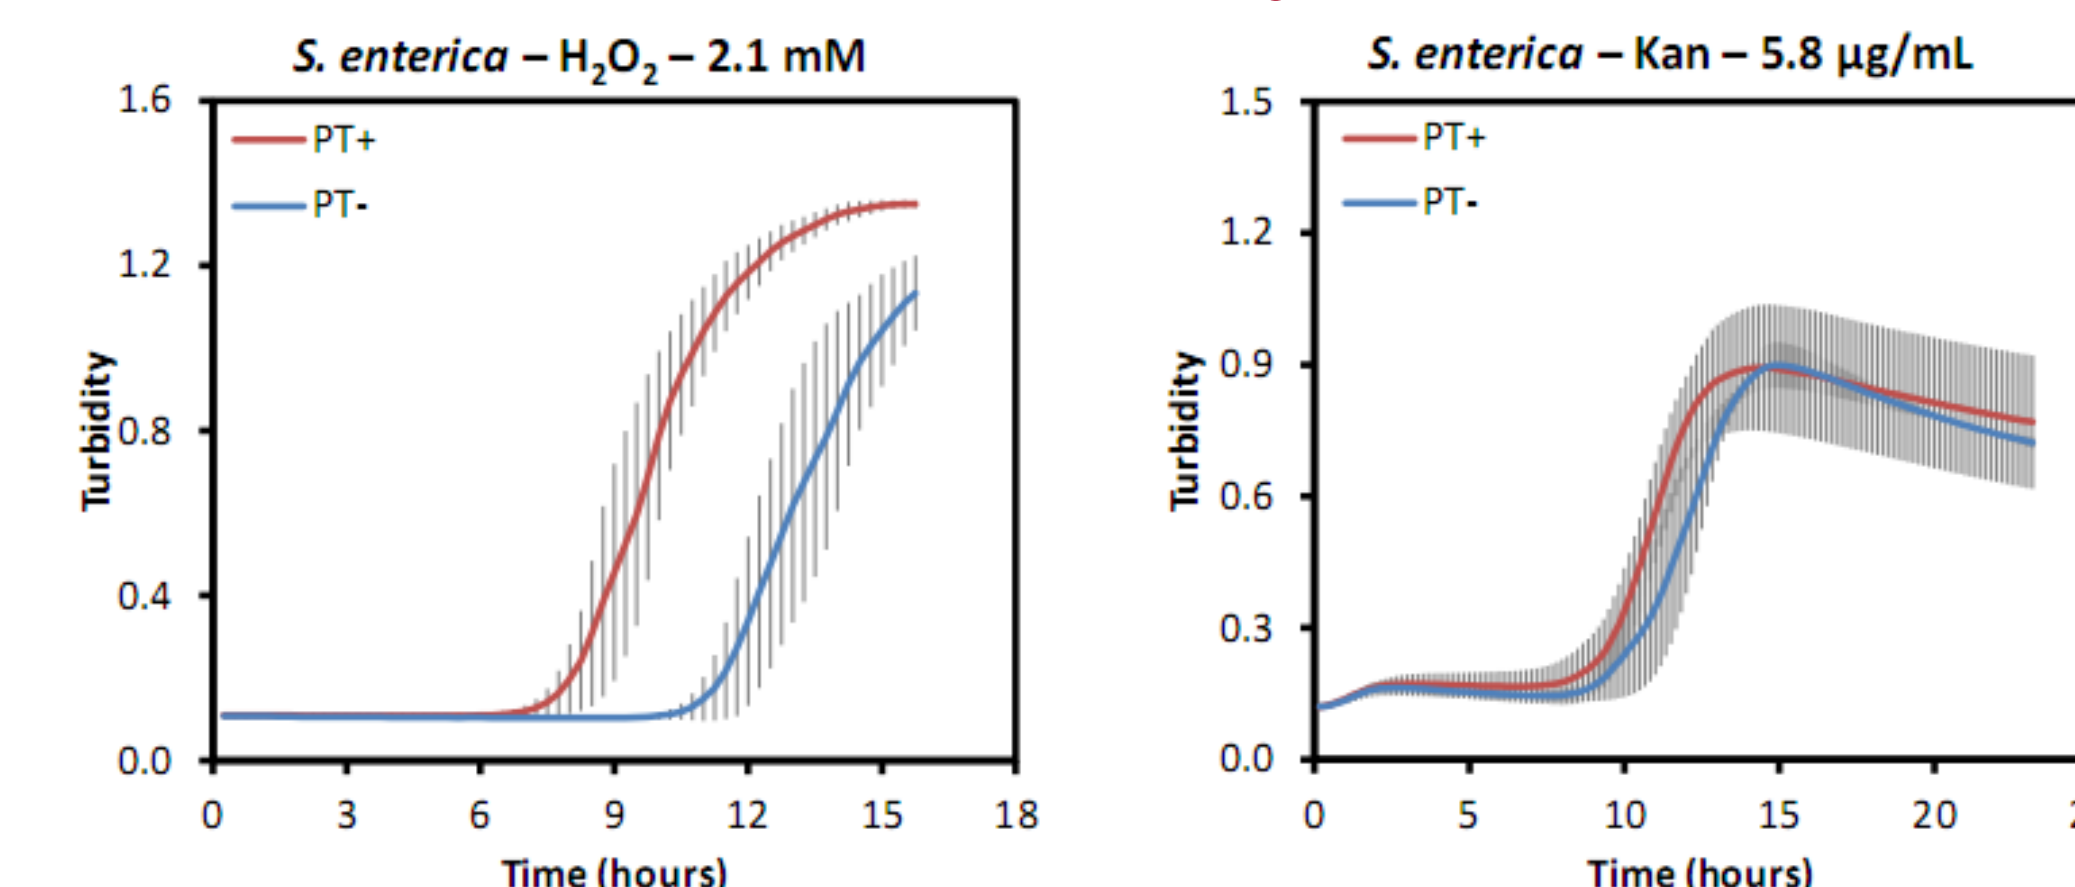 S. enterica – H₂O₂ – 2.1 mM
1.6
PT+
PT-
1.2
0.8
0.4
0.0
Turbidity
0 3 6 9 12 15 18
Time (hours)
S. enterica – Kan – 5.8 µg/mL
1.5
PT+
PT-
1.2
0.9
0.6
0.3
0.0
Turbidity
0 5 10 15 20
Time (hours)